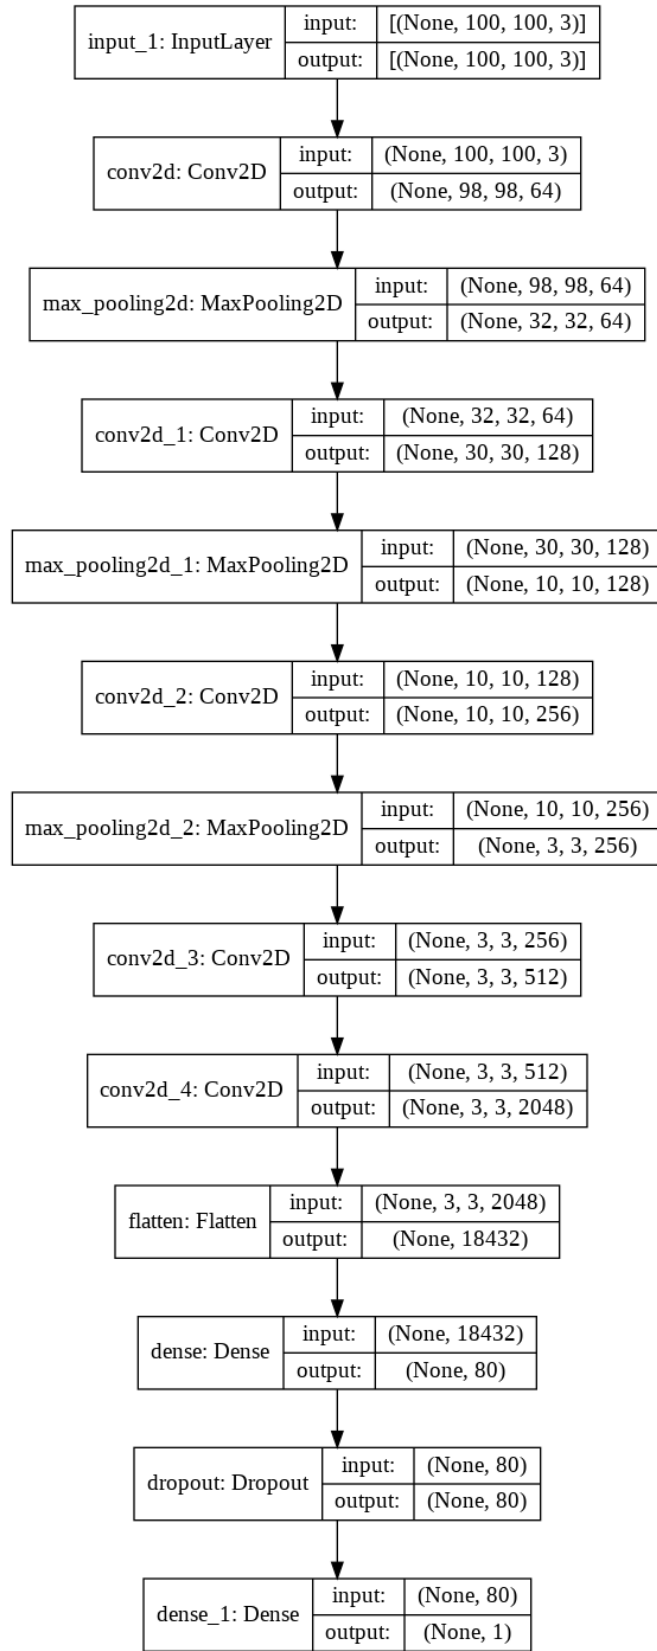 input_1: InputLayer
input: [(None, 100, 100, 3)]
output: [(None, 100, 100, 3)]
conv2d: Conv2D
input: (None, 100, 100, 3)
output: (None, 98, 98, 64)
max_pooling2d: MaxPooling2D
input: (None, 98, 98, 64)
output: (None, 32, 32, 64)
conv2d_1: Conv2D
input: (None, 32, 32, 64)
output: (None, 30, 30, 128)
max_pooling2d_1: MaxPooling2D
input: (None, 30, 30, 128)
output: (None, 10, 10, 128)
conv2d_2: Conv2D
input: (None, 10, 10, 128)
output: (None, 10, 10, 256)
max_pooling2d_2: MaxPooling2D
input: (None, 10, 10, 256)
output: (None, 3, 3, 256)
conv2d_3: Conv2D
input: (None, 3, 3, 256)
output: (None, 3, 3, 512)
conv2d_4: Conv2D
input: (None, 3, 3, 512)
output: (None, 3, 3, 2048)
flatten: Flatten
input: (None, 3, 3, 2048)
output: (None, 18432)
dense: Dense
input: (None, 18432)
output: (None, 80)
dropout: Dropout
input: (None, 80)
output: (None, 80)
dense_1: Dense
input: (None, 80)
output: (None, 1)